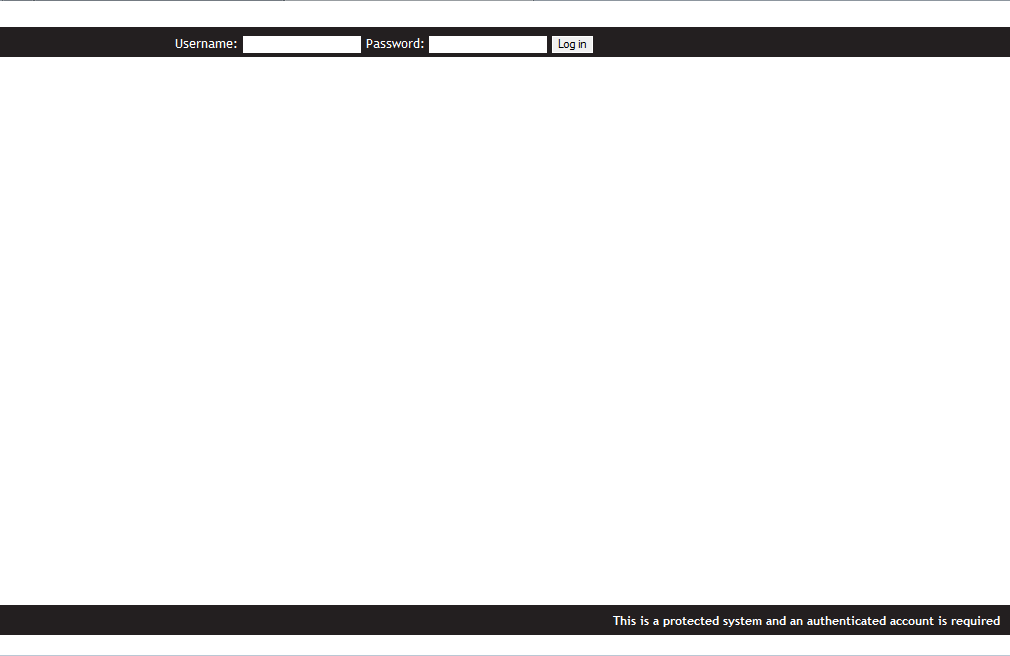 Username: Password: Log in
This is a protected system and an authenticated account is required